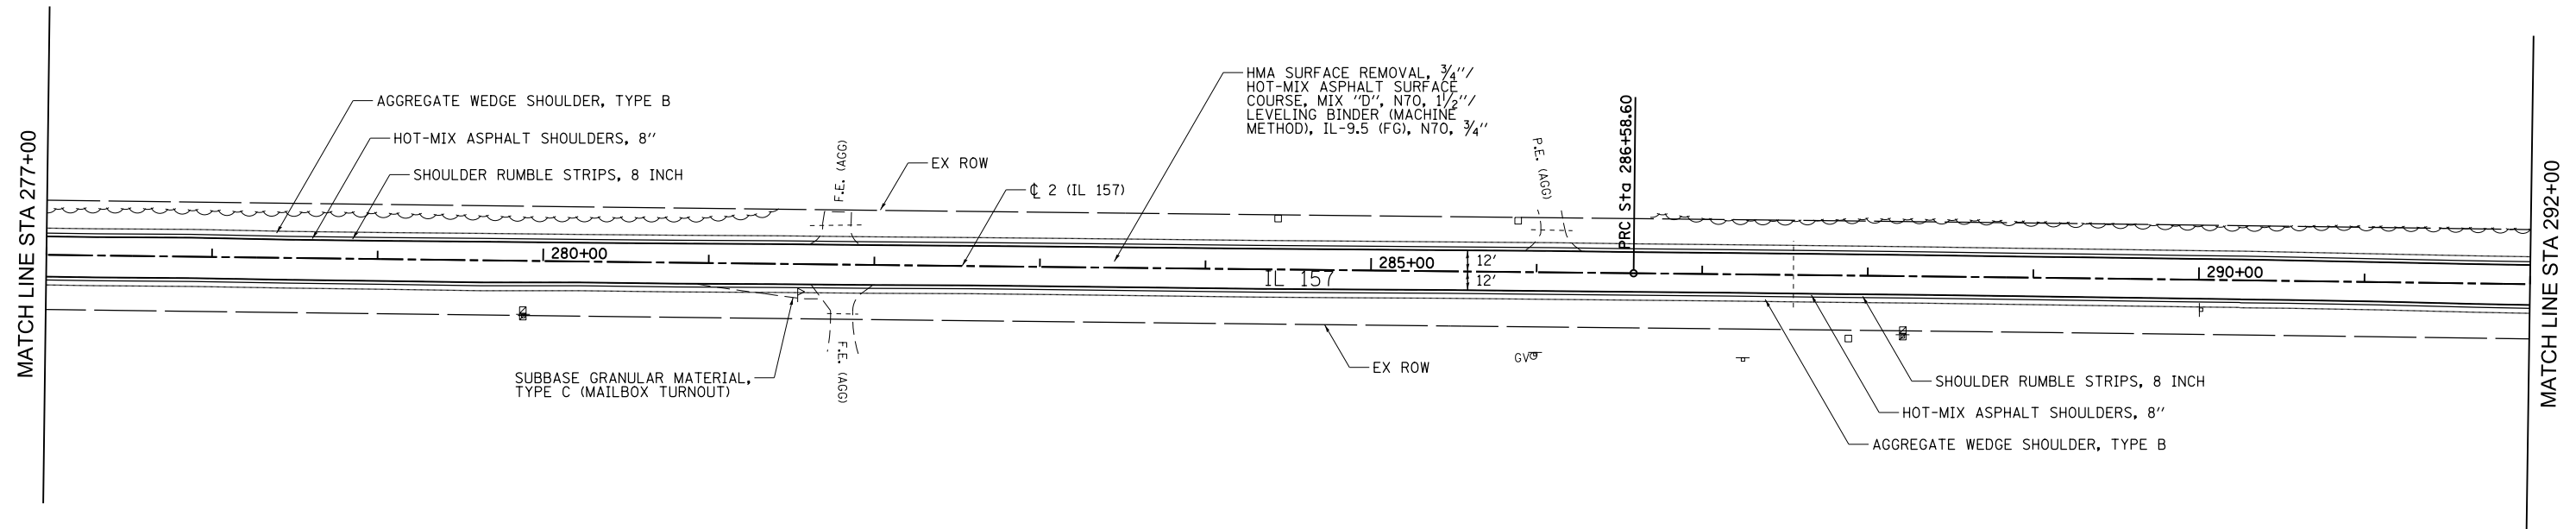 MATCH LINE STA 277+00
AGGREGATE WEDGE SHOULDER, TYPE B
HOT-MIX ASPHALT SHOULDERS, 8"
SHOULDER RUMBLE STRIPS, 8 INCH
F.E. (AGG)
EX ROW
℄ 2 (IL 157)
HMA SURFACE REMOVAL, 3/4"/
HOT-MIX ASPHALT SURFACE
COURSE, MIX "D", N70, 1 1/2"/
LEVELING BINDER (MACHINE
METHOD), IL-9.5 (FG), N70, 3/4"
P.E. (AGG)
PRC Sta 286+58.60
280+00
IL 157
285+00
12'
12'
290+00
SUBBASE GRANULAR MATERIAL,
TYPE C (MAILBOX TURNOUT)
F.E. (AGG)
EX ROW
GV
SHOULDER RUMBLE STRIPS, 8 INCH
HOT-MIX ASPHALT SHOULDERS, 8"
AGGREGATE WEDGE SHOULDER, TYPE B
MATCH LINE STA 292+00